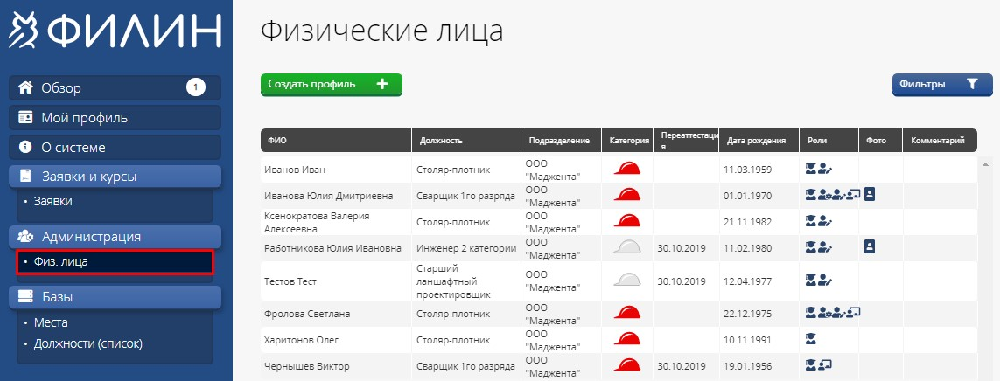 ФИЛИН
Обзор 1
Мой профиль
О системе
Заявки и курсы
Заявки
Администрация
Физ. лица
Базы
Места
Должности (список)
Физические лица
Создать профиль +
Фильтры
ФИО Должность Подразделение Категория Переаттестаци Дата рождения Роли Фото Комментарий
я
Иванов Иван Столяр-плотник ООО 11.03.1959
"Маджента"
Иванова Юлия Дмитриевна Сварщик 1го разряда ООО 01.01.1970
"Маджента"
Ксенократова Валерия Столяр-плотник ООО 21.11.1982
Алексеевна "Маджента"
Работникова Юлия Ивановна Инженер 2 категории ООО 30.10.2019 11.02.1980
"Маджента"
Старший
Тестов Тест ландшафтный ООО 30.10.2019 12.04.1977
проектировщик "Маджента"
Фролова Светлана Столяр-плотник ООО 22.12.1975
"Маджента"
Харитонов Олег Столяр-плотник ООО 10.11.1991
"Маджента"
Чернышев Виктор Сварщик 1го разряда ООО 30.10.2019 19.01.1956
"Маджента"